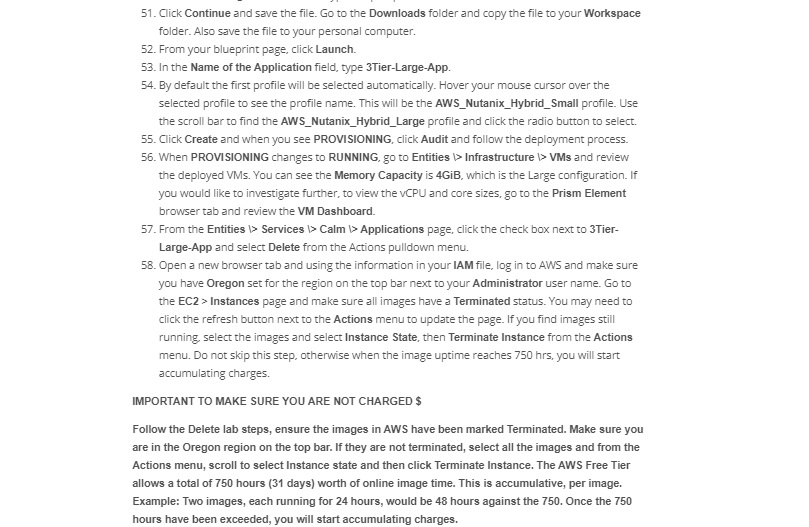 51. Click Continue and save the file. Go to the Downloads folder and copy the file to your Workspace
folder. Also save the file to your personal computer.
52. From your blueprint page, click Launch.
53. In the Name of the Application field, type 3Tier-Large-App.
54. By default the first profile will be selected automatically. Hover your mouse cursor over the
selected profile to see the profile name. This will be the AWS_Nutanix_Hybrid_Small profile. Use
the scroll bar to find the AWS_Nutanix_Hybrid_Large profile and click the radio button to select.
55. Click Create and when you see PROVISIONING, click Audit and follow the deployment process.
56. When PROVISIONING changes to RUNNING, go to Entities \> Infrastructure \> VMs and review
the deployed VMs. You can see the Memory Capacity is 4GiB, which is the Large configuration. If
you would like to investigate further, to view the vCPU and core sizes, go to the Prism Element
browser tab and review the VM Dashboard.
57. From the Entities \> Services \> Calm \> Applications page, click the check box next to 3Tier-
Large-App and select Delete from the Actions pulldown menu.
58. Open a new browser tab and using the information in your IAM file, log in to AWS and make sure
you have Oregon set for the region on the top bar next to your Administrator user name. Go to
the EC2 > Instances page and make sure all images have a Terminated status. You may need to
click the refresh button next to the Actions menu to update the page. If you find images still
running, select the images and select Instance State, then Terminate Instance from the Actions
menu. Do not skip this step, otherwise when the image uptime reaches 750 hrs, you will start
accumulating charges.
IMPORTANT TO MAKE SURE YOU ARE NOT CHARGED $
Follow the Delete lab steps, ensure the images in AWS have been marked Terminated. Make sure you
are in the Oregon region on the top bar. If they are not terminated, select all the images and from the
Actions menu, scroll to select Instance state and then click Terminate Instance. The AWS Free Tier
allows a total of 750 hours (31 days) worth of online image time. This is accumulative, per image.
Example: Two images, each running for 24 hours, would be 48 hours against the 750. Once the 750
hours have been exceeded, you will start accumulating charges.